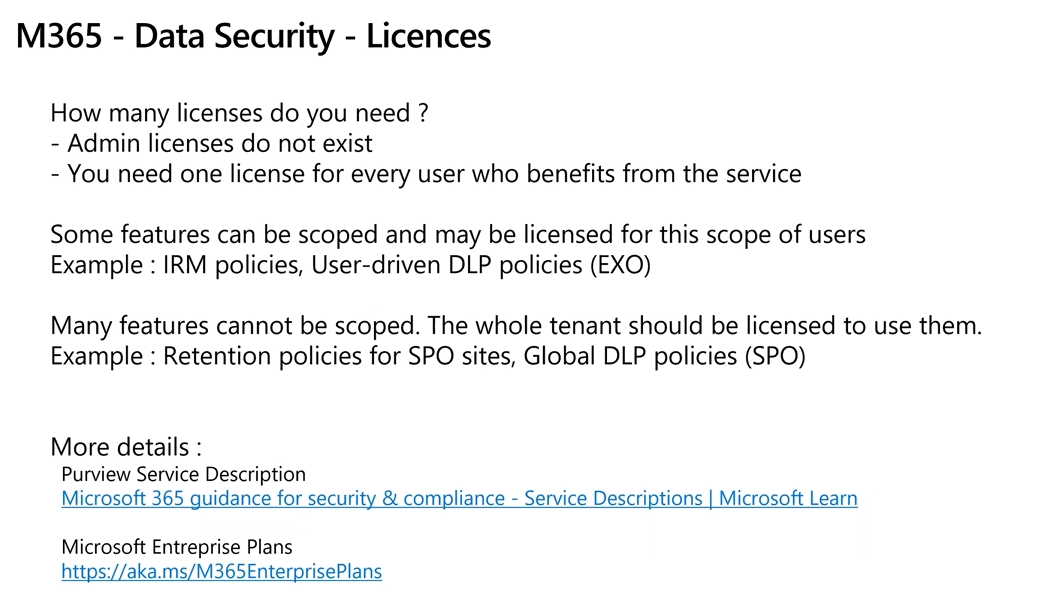 M365 - Data Security - Licences
How many licenses do you need ?
- Admin licenses do not exist
- You need one license for every user who benefits from the service
Some features can be scoped and may be licensed for this scope of users
Example : IRM policies, User-driven DLP policies (EXO)
Many features cannot be scoped. The whole tenant should be licensed to use them.
Example : Retention policies for SPO sites, Global DLP policies (SPO)
More details :
Purview Service Description
Microsoft 365 guidance for security & compliance - Service Descriptions | Microsoft Learn
Microsoft Entreprise Plans
https://aka.ms/M365EnterprisePlans